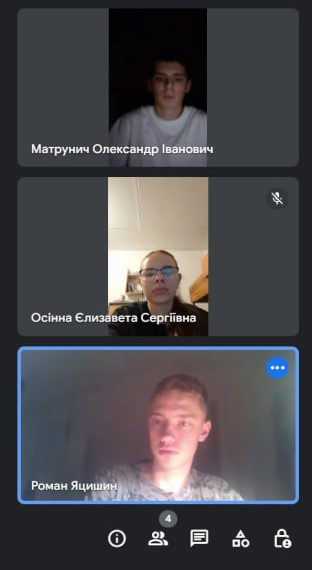 Матрунич Олександр Іванович
Осінна Єлизавета Сергіївна
Роман Яцишин
4